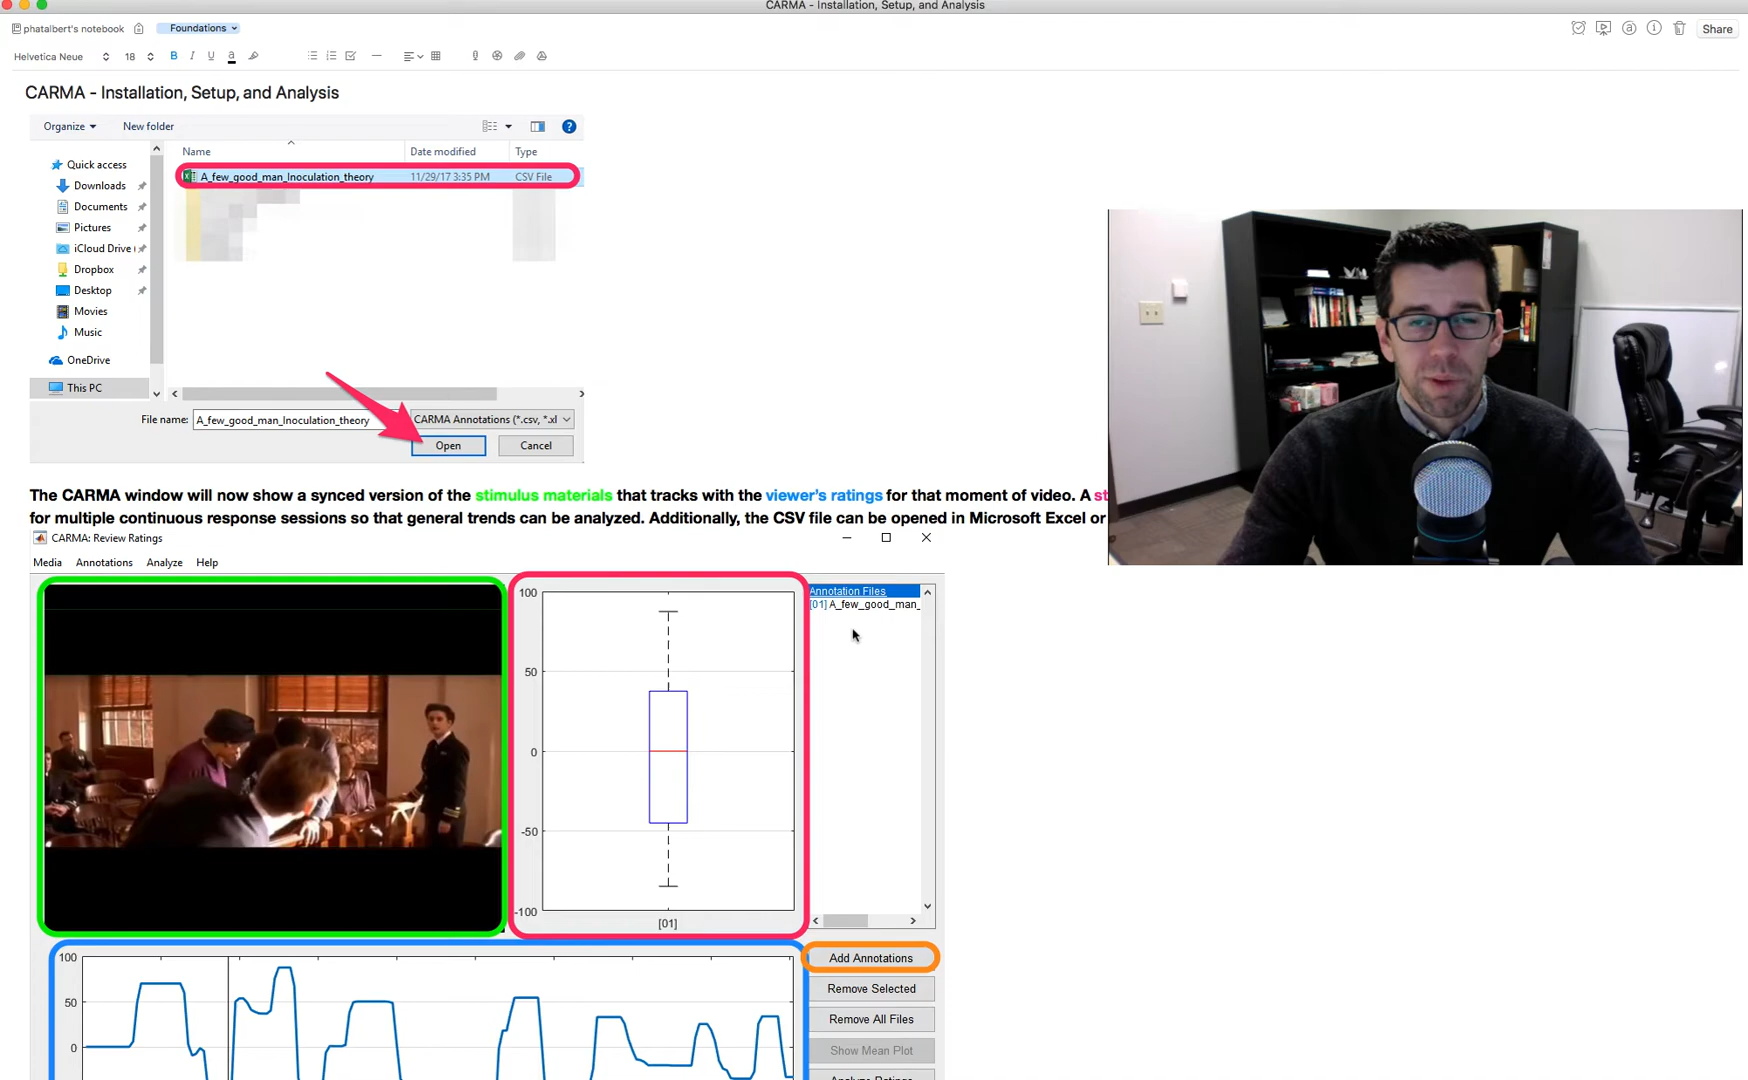 CARMA - Installation, Setup, and Analysis
phatalbert's notebook
Foundations
Share
Helvetica Neue
18
B I U a
CARMA - Installation, Setup, and Analysis
Organize
New folder
Name
Date modified
Type
Quick access
A_few_good_man_Inoculation_theory
11/29/17 3:35 PM
CSV File
Downloads
Documents
Pictures
iCloud Drive
Dropbox
Desktop
Movies
Music
OneDrive
This PC
File name:
A_few_good_man_Inoculation_theory
CARMA Annotations (*.csv, *.xl
Open
Cancel
The CARMA window will now show a synced version of the stimulus materials that tracks with the viewer's ratings for that moment of video. A st
for multiple continuous response sessions so that general trends can be analyzed. Additionally, the CSV file can be opened in Microsoft Excel or
CARMA: Review Ratings
Media
Annotations
Analyze
Help
100
50
0
-50
-100
[01]
Annotation Files
[01] A_few_good_man_
100
50
0
Add Annotations
Remove Selected
Remove All Files
Show Mean Plot
Analyze Ratings